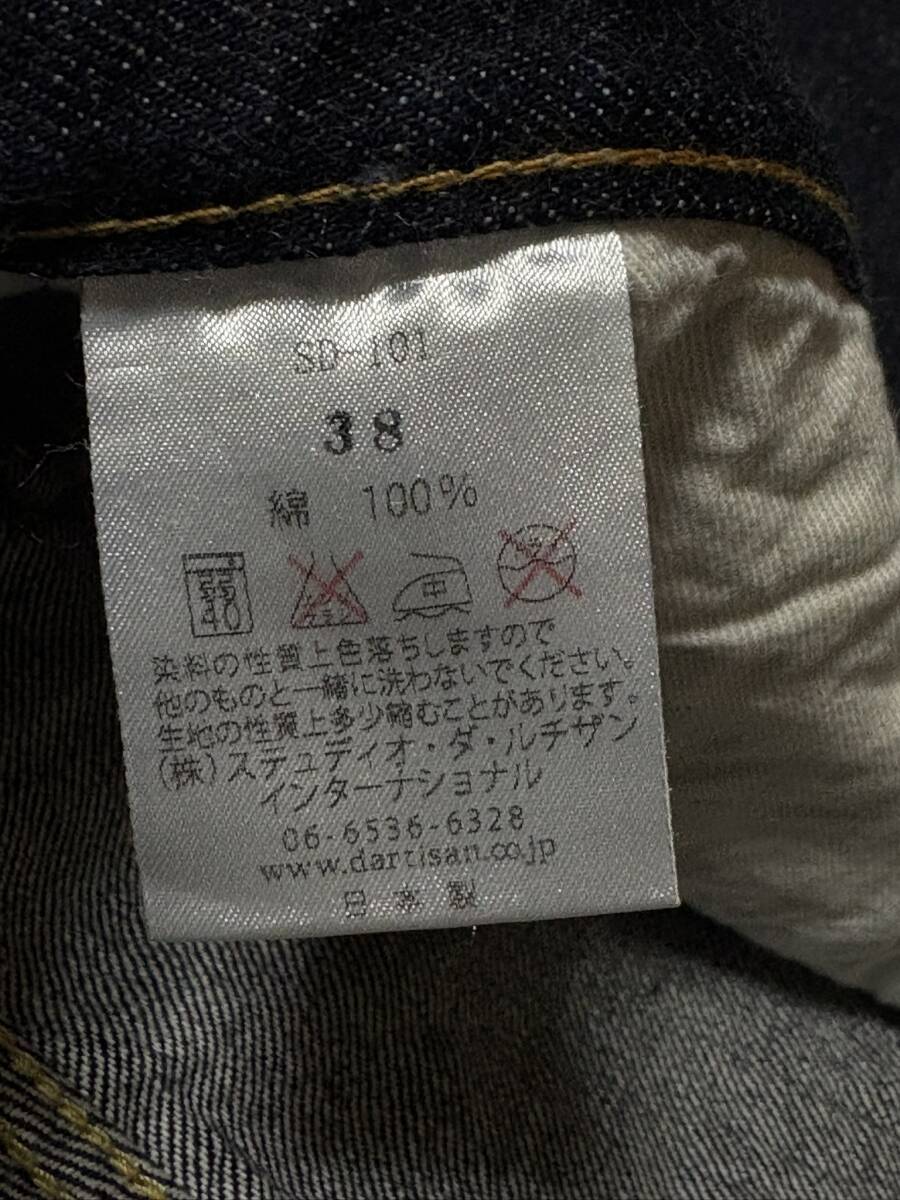 SD-101
38
綿 100%
40
染料の性質上色落ちしますので
他のものと一緒に洗わないでください。
生地の性質上多少縮むことがあります。
(株)ステュディオ・ダ・ルチザン
インターナショナル
06-6536-6328
www.dartisan.co.jp
日本製